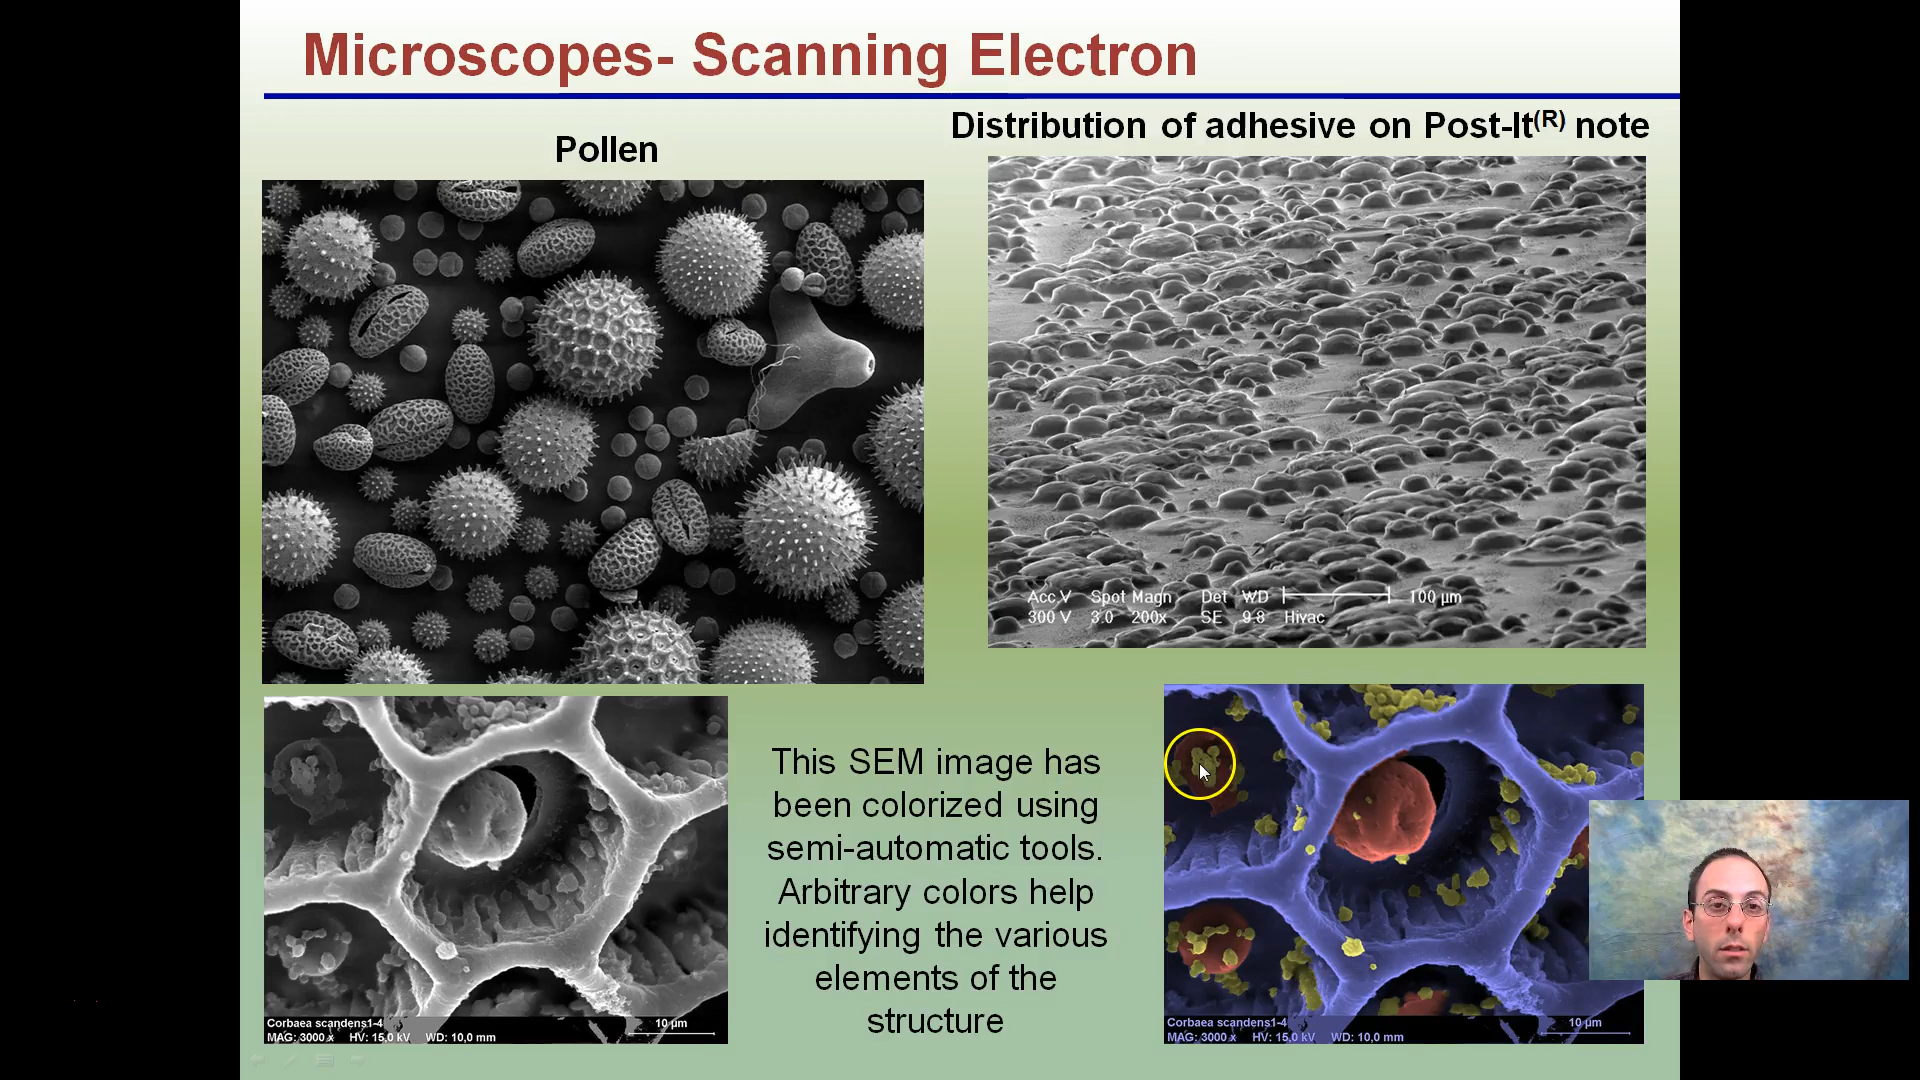 Microscopes- Scanning Electron
Pollen
Distribution of adhesive on Post-It(R) note
Acc.V Spot Magn Det WD 100 µm
300 V 3.0 200x SE 9.8 Hivac
This SEM image has
been colorized using
semi-automatic tools.
Arbitrary colors help
identifying the various
elements of the
structure
Corbaea scandens1-4 10 µm
MAG: 3000 x HV: 15,0 kV WD: 10,0 mm
Corbaea scandens1-4 10 µm
MAG: 3000 x HV: 15,0 kV WD: 10,0 mm